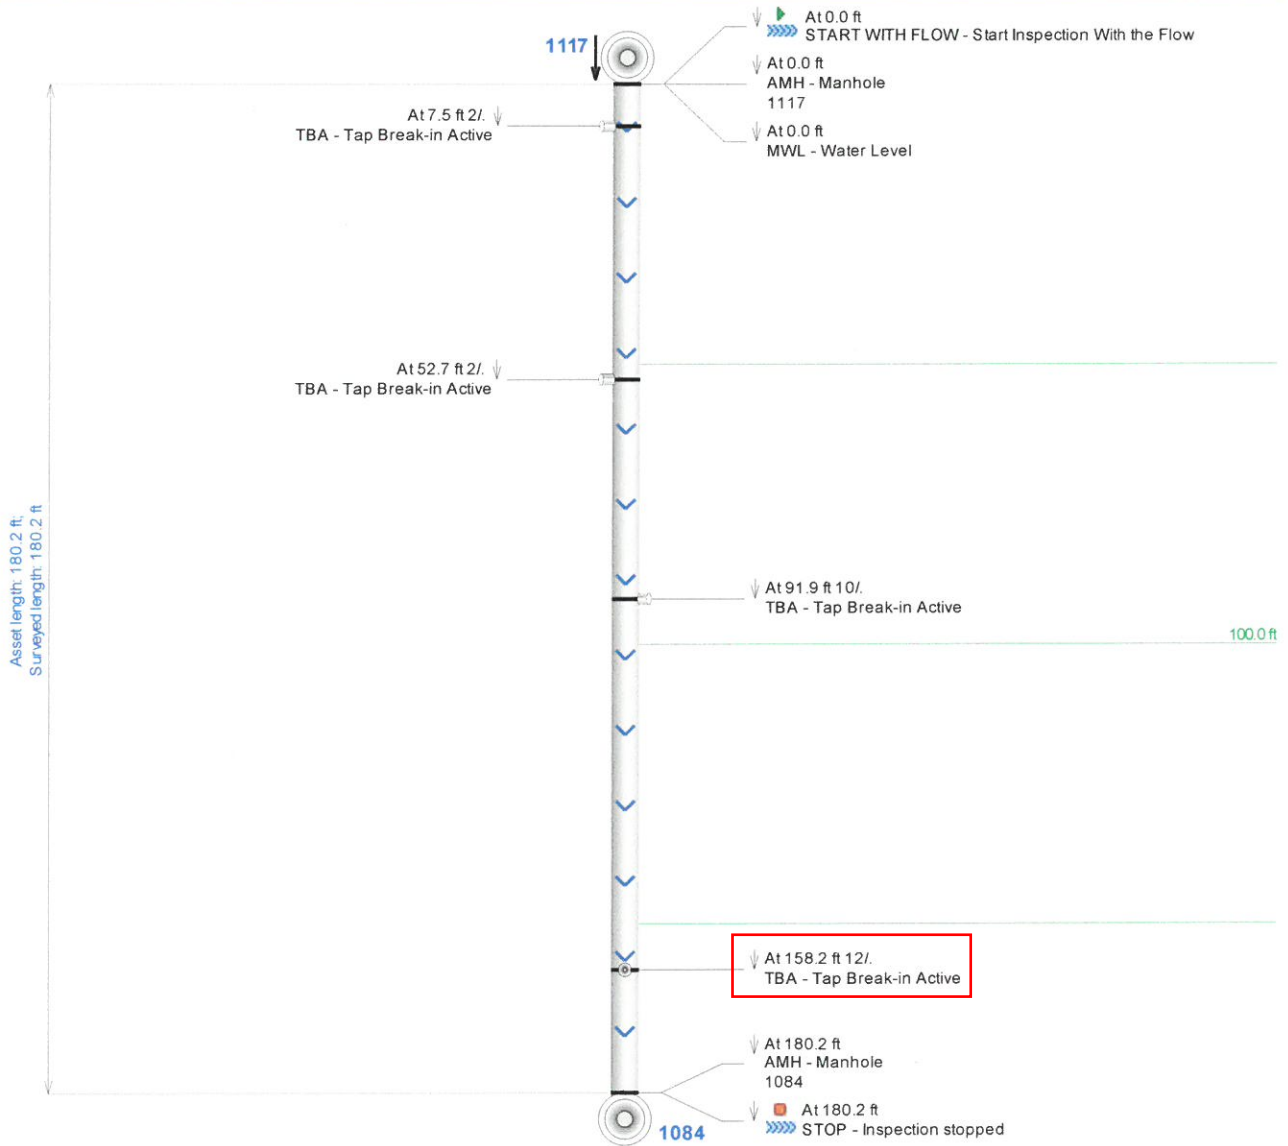 At 0.0 ft
START WITH FLOW - Start Inspection With the Flow
1117
At 0.0 ft
AMH - Manhole
1117
At 7.5 ft 2/.
TBA - Tap Break-in Active
At 0.0 ft
MWL - Water Level
At 52.7 ft 2/.
TBA - Tap Break-in Active
Asset length: 180.2 ft;
Surveyed length: 180.2 ft
At 91.9 ft 10/.
TBA - Tap Break-in Active
100.0 ft
At 158.2 ft 12/.
TBA - Tap Break-in Active
At 180.2 ft
AMH - Manhole
1084
At 180.2 ft
STOP - Inspection stopped
1084